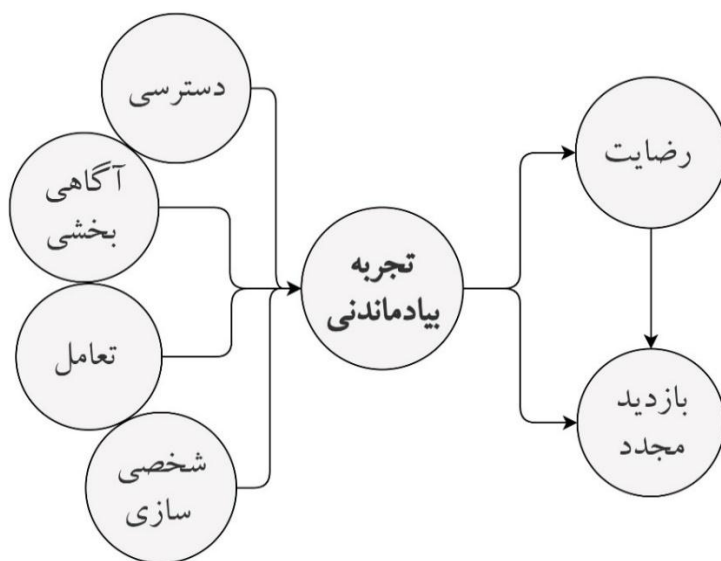 دسترسی
آگاهی
بخشی
تعامل
شخصی
سازی
تجربه
بیادماندنی
رضایت
بازدید
مجدد